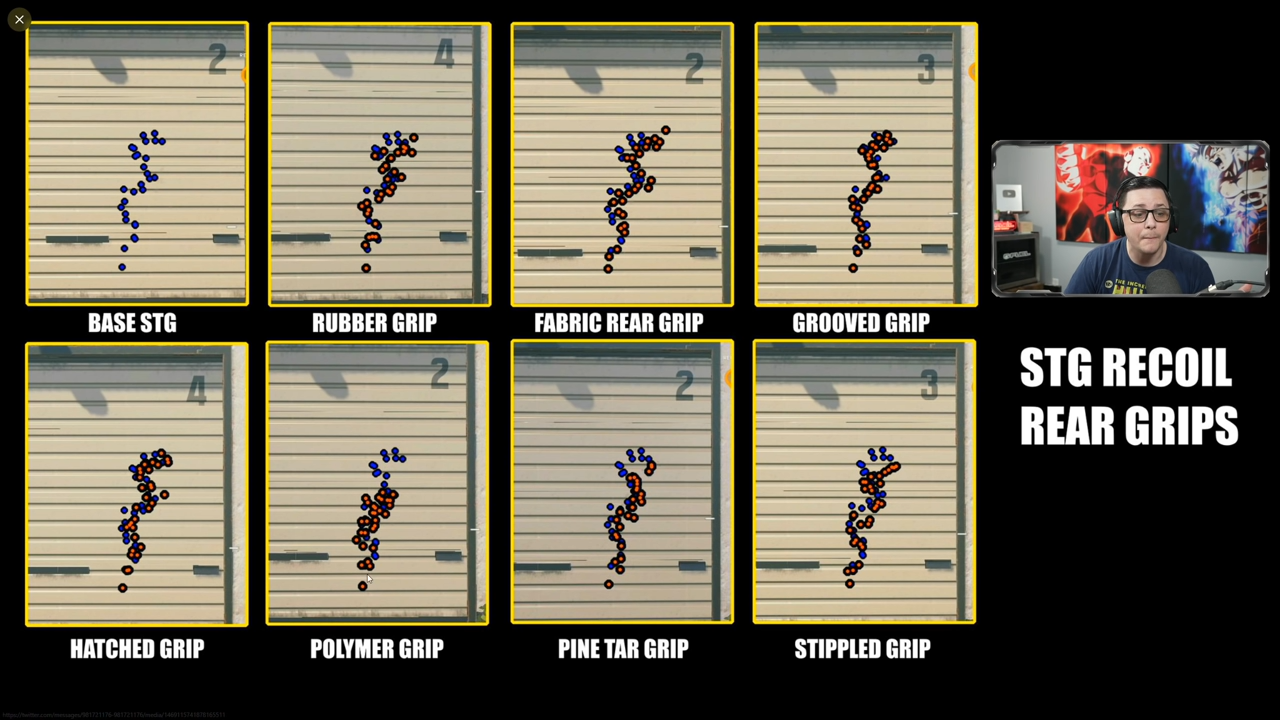 2
4
2
3
BASE STG
RUBBER GRIP
FABRIC REAR GRIP
GROOVED GRIP
STG RECOIL
REAR GRIPS
4
2
2
3
HATCHED GRIP
POLYMER GRIP
PINE TAR GRIP
STIPPLED GRIP